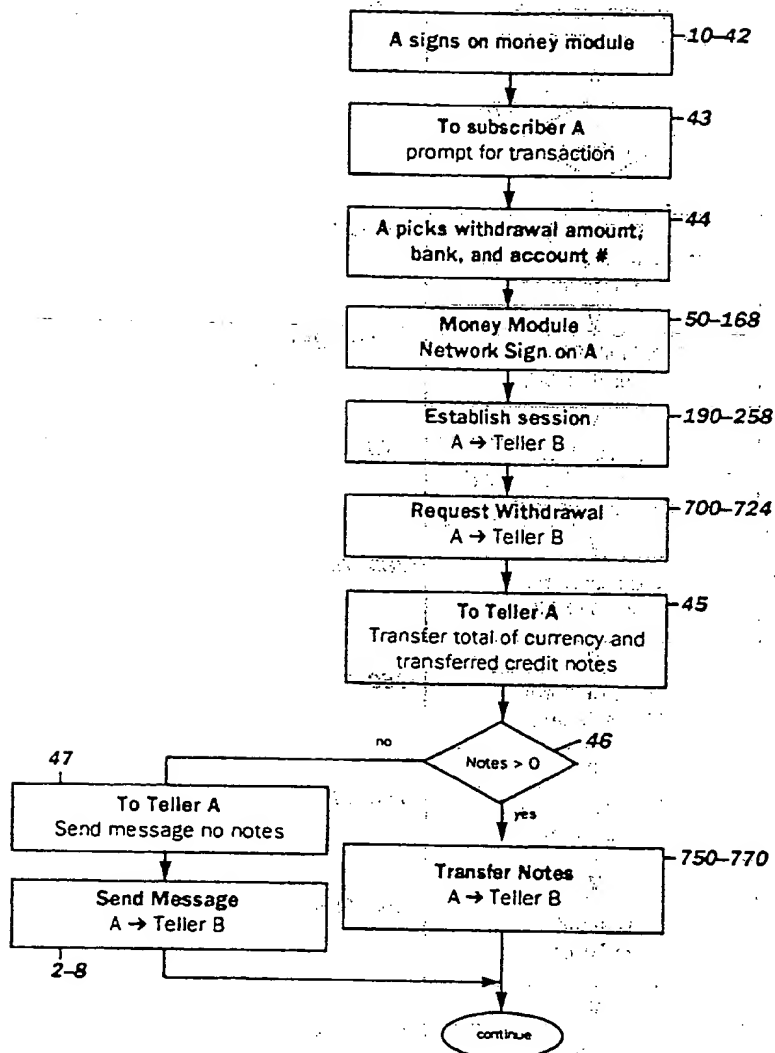 A signs on money module
10–42
To subscriber A
prompt for transaction
43
A picks withdrawal amount,
bank, and account #
44
Money Module
Network Sign on A
50–168
Establish session
A → Teller B
190–258
Request Withdrawal
A → Teller B
700–724
To Teller A
Transfer total of currency and
transferred credit notes
45
Notes > 0
46
no
yes
47
To Teller A
Send message no notes
Send Message
A → Teller B
2–8
Transfer Notes
A → Teller B
750–770
continue